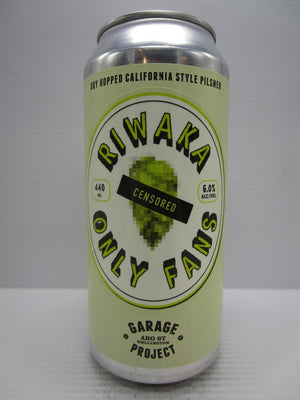 DRY HOPPED CALIFORNIA STYLE PILSNER
RIWAKA
CENSORED
440 ML
6.0% ALC/VOL
ONLY FANS
GARAGE
ARO ST
WELLINGTON
PROJECT